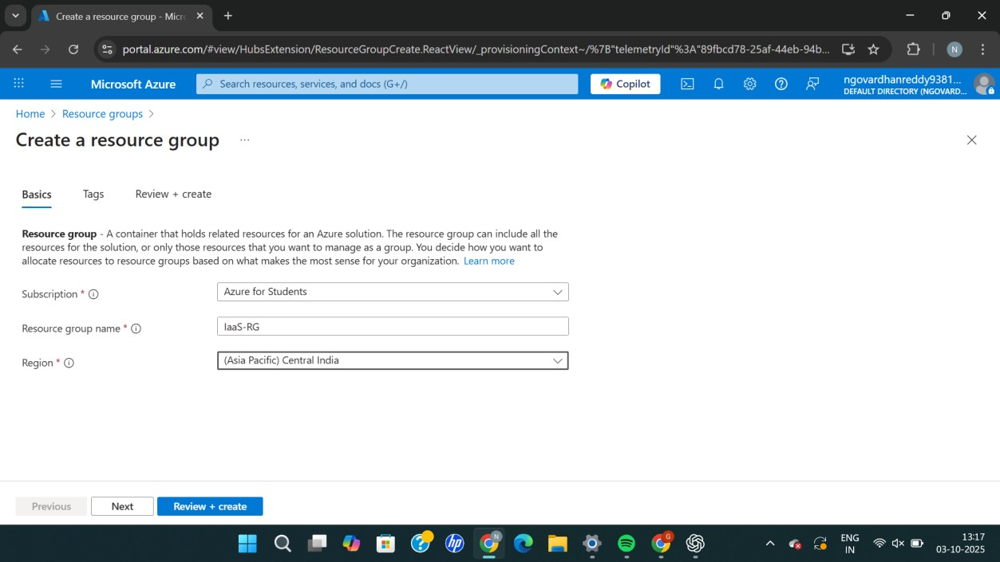 Create a resource group - Micr
portal.azure.com/#view/HubsExtension/ResourceGroupCreate.ReactView/_provisioningContext~/%7B"telemetryId"%3A"89fbcd78-25af-44eb-94b...
N
Microsoft Azure
Search resources, services, and docs (G+/)
Copilot
ngovardhanreddy9381...
DEFAULT DIRECTORY (NGOVARD...
Home > Resource groups >
Create a resource group ...
Basics Tags Review + create
Resource group - A container that holds related resources for an Azure solution. The resource group can include all the
resources for the solution, or only those resources that you want to manage as a group. You decide how you want to
allocate resources to resource groups based on what makes the most sense for your organization. Learn more
Subscription *
Azure for Students
Resource group name *
IaaS-RG
Region *
(Asia Pacific) Central India
Previous Next Review + create
hp
N
G
ENG
IN
13:17
03-10-2025